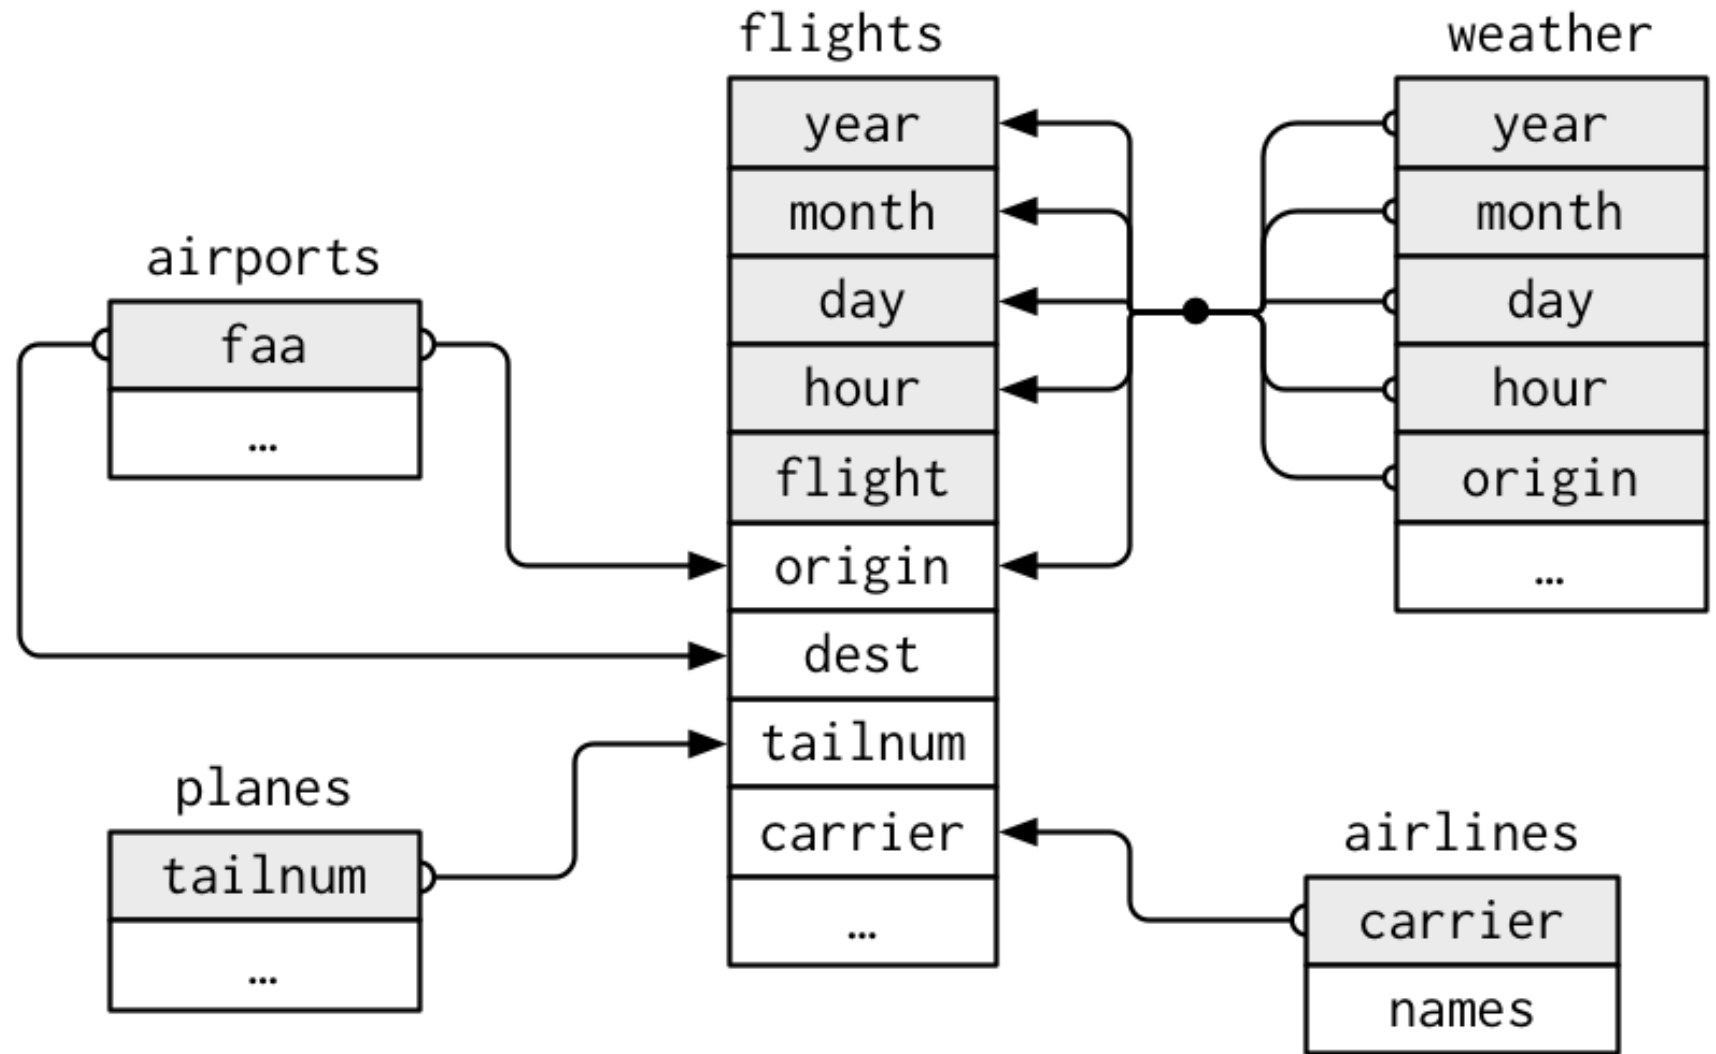 flights
year
month
day
hour
flight
origin
dest
tailnum
carrier
…
weather
year
month
day
hour
origin
…
airports
faa
…
planes
tailnum
…
airlines
carrier
names